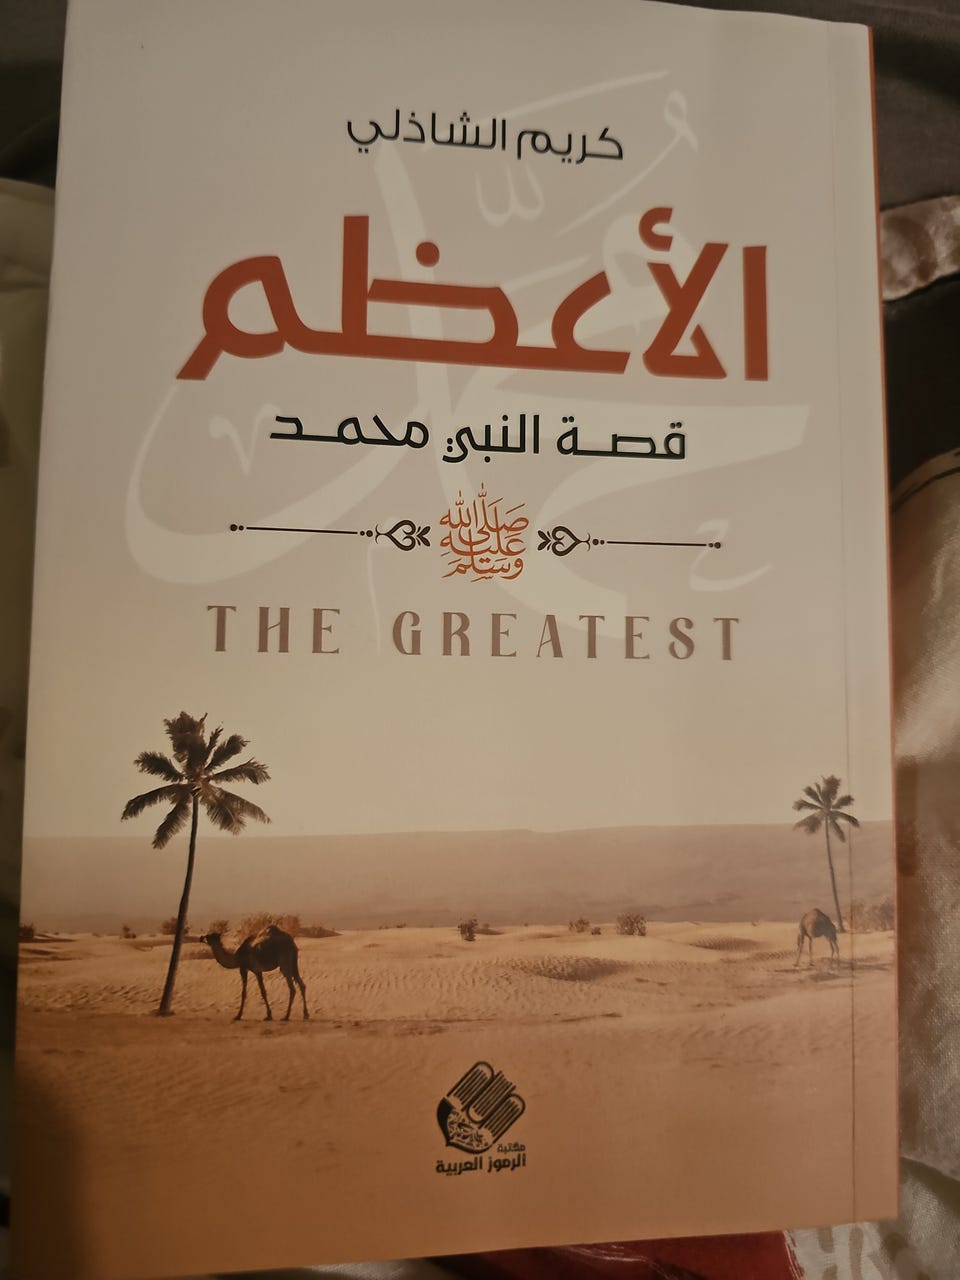 كريم الشاذلي
الأعظم
قصة النبي محمد
صلى الله عليه وسلم
THE GREATEST
مكتبة
الرموز العربية